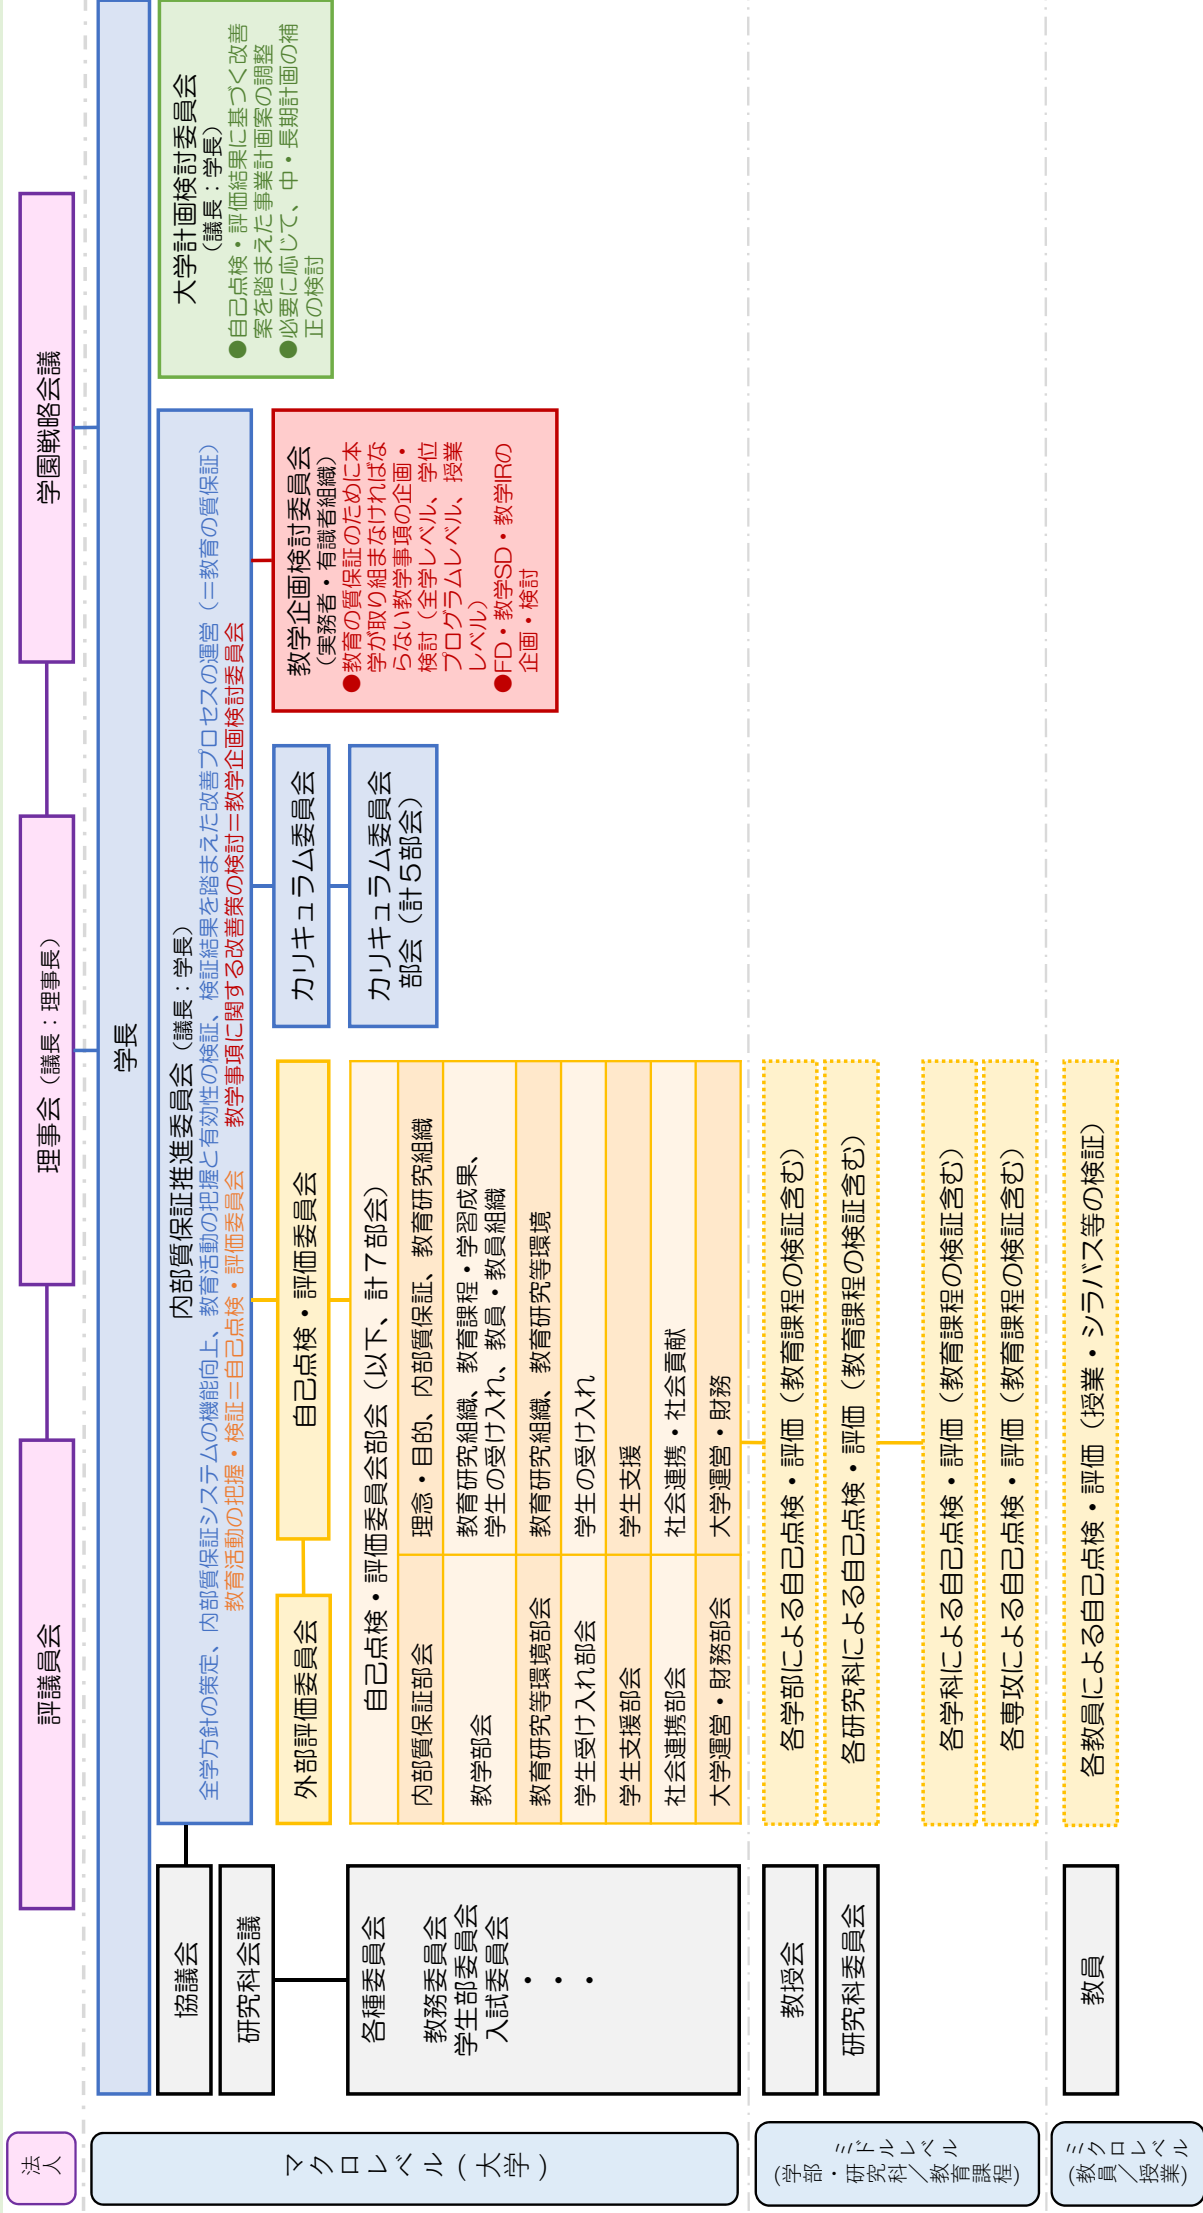 法人
評議員会
理事会（議長：理事長）
学園戦略会議
マクロレベル(大学)
学長
協議会
研究科会議
各種委員会
教務委員会
学生部委員会
入試委員会
・
・
・
内部質保証推進委員会（議長：学長）
全学方針の策定、内部質保証システムの機能向上、教育活動の把握と有効性の検証、検証結果を踏まえた改善プロセスの運営（＝教育の質保証）
教育活動の把握・検証＝自己点検・評価委員会
教学事項に関する改善策の検討＝教学企画検討委員会
大学計画検討委員会
（議長：学長）
●自己点検・評価結果に基づく改善
案を踏まえた事業計画案の調整
●必要に応じて、中・長期計画の補
正の検討
外部評価委員会
自己点検・評価委員会
自己点検・評価委員会部会（以下、計７部会）
内部質保証部会 理念・目的、内部質保証、教育研究組織
教学部会 教育研究組織、教育課程・学習成果、
学生の受け入れ、教員・教員組織
教育研究等環境部会 教育研究組織、教育研究等環境
学生受け入れ部会 学生の受け入れ
学生支援部会 学生支援
社会連携部会 社会連携・社会貢献
大学運営・財務部会 大学運営・財務
カリキュラム委員会
カリキュラム委員会
部会（計５部会）
教学企画検討委員会
（実務者・有識者組織）
●教育の質保証のために本
学が取り組まなければな
らない教学事項の企画・
検討（全学レベル、学位
プログラムレベル、授業
レベル）
●FD・教学SD・教学IRの
企画・検討
ミドルレベル
(学部・研究科／教育課程)
教授会
研究科委員会
各学部による自己点検・評価（教育課程の検証含む）
各研究科による自己点検・評価（教育課程の検証含む）
各学科による自己点検・評価（教育課程の検証含む）
各専攻による自己点検・評価（教育課程の検証含む）
ミクロレベル
(教員／授業)
教員
各教員による自己点検・評価（授業・シラバス等の検証）